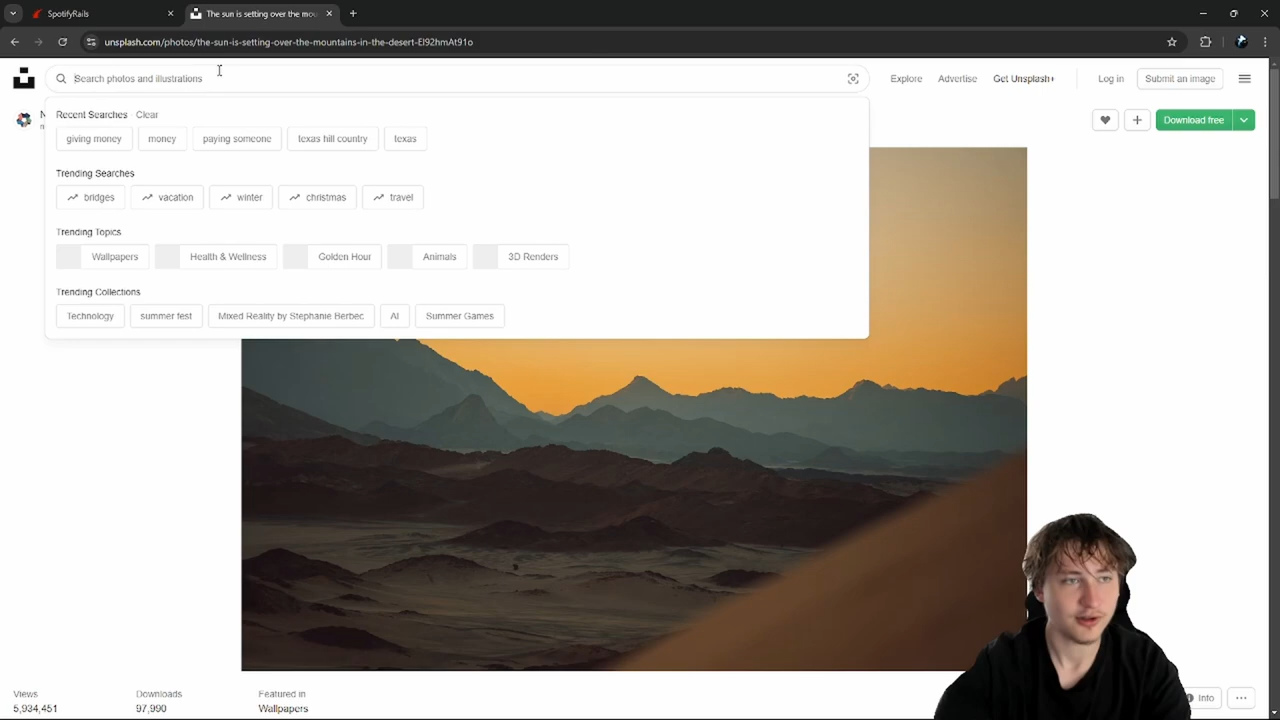 SpotifyRails
The sun is setting over the mou
unsplash.com/photos/the-sun-is-setting-over-the-mountains-in-the-desert-EI92hmAt91o
Search photos and illustrations
Explore
Advertise
Get Unsplash+
Log in
Submit an image
Recent Searches Clear
Download free
giving money
money
paying someone
texas hill country
texas
Trending Searches
bridges
vacation
winter
christmas
travel
Trending Topics
Wallpapers
Health & Wellness
Golden Hour
Animals
3D Renders
Trending Collections
Technology
summer fest
Mixed Reality by Stephanie Berbec
AI
Summer Games
Views
Downloads
Featured in
5,934,451
97,990
Wallpapers
Info